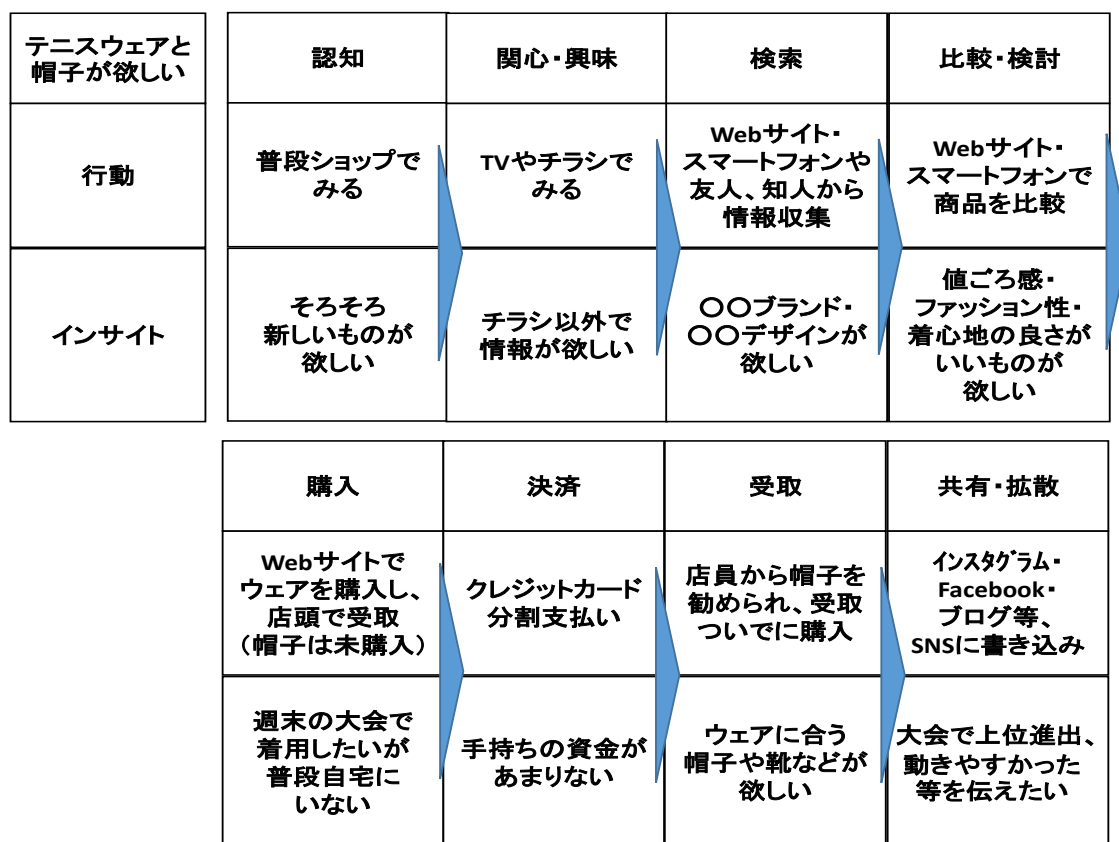 テニスウェアと
帽子が欲しい
認知
関心・興味
検索
比較・検討
行動
普段ショップで
みる
TVやチラシで
みる
Webサイト・
スマートフォンや
友人、知人から
情報収集
Webサイト・
スマートフォンで
商品を比較
インサイト
そろそろ
新しいものが
欲しい
チラシ以外で
情報が欲しい
〇〇ブランド・
〇〇デザインが
欲しい
値ごろ感・
ファッション性・
着心地の良さが
いいものが
欲しい
購入
決済
受取
共有・拡散
Webサイトで
ウェアを購入し、
店頭で受取
（帽子は未購入）
クレジットカード
分割支払い
店員から帽子を
勧められ、受取
ついでに購入
ｲﾝｽﾀｸﾞﾗﾑ・
Facebook・
ブログ等、
SNSに書き込み
週末の大会で
着用したいが
普段自宅に
いない
手持ちの資金が
あまりない
ウェアに合う
帽子や靴などが
欲しい
大会で上位進出、
動きやすかった
等を伝えたい